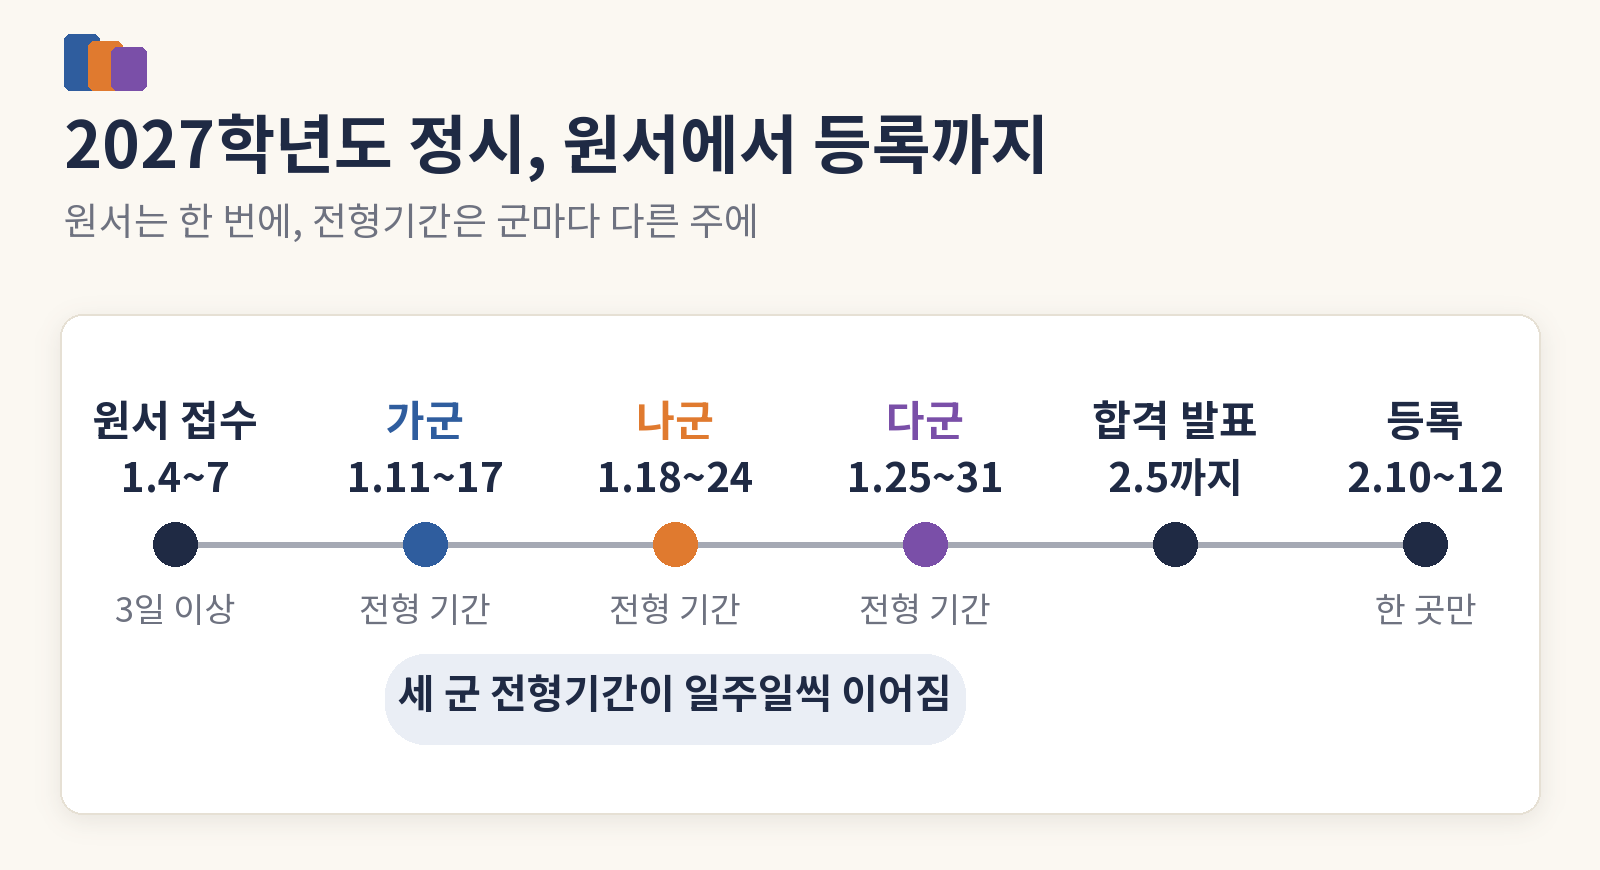 2027학년도 정시, 원서에서 등록까지
원서는 한 번에, 전형기간은 군마다 다른 주에
원서 접수
1.4~7
3일 이상
가군
1.11~17
전형 기간
나군
1.18~24
전형 기간
다군
1.25~31
전형 기간
합격 발표
2.5까지
등록
2.10~12
한 곳만
세 군 전형기간이 일주일씩 이어짐